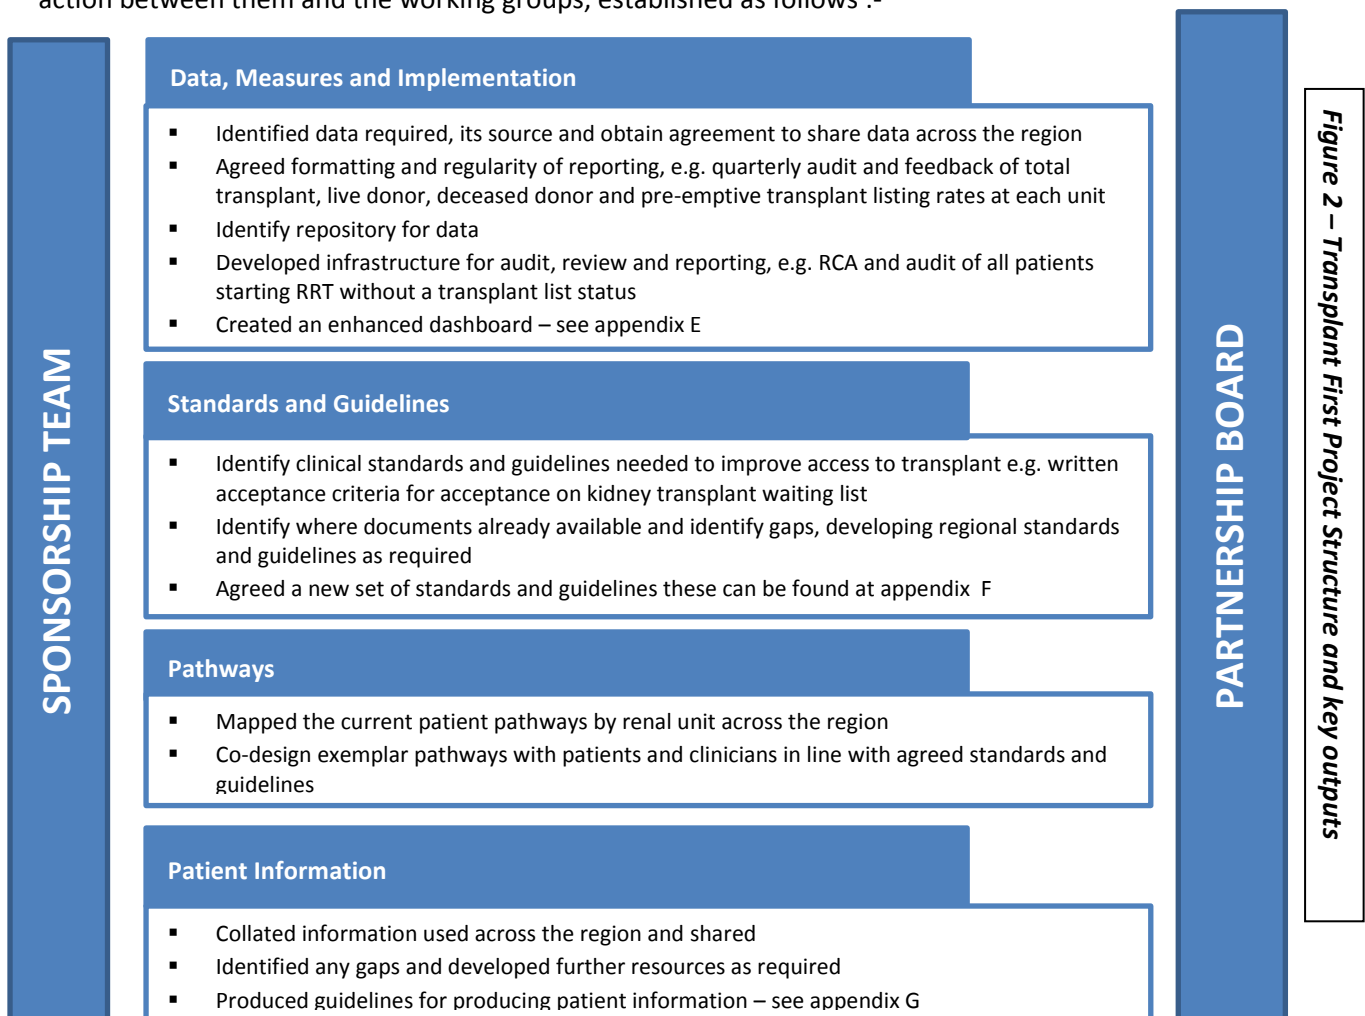 action between them and the working groups, established as follows :-
SPONSORSHIP TEAM
Data, Measures and Implementation
▪ Identified data required, its source and obtain agreement to share data across the region
▪ Agreed formatting and regularity of reporting, e.g. quarterly audit and feedback of total
transplant, live donor, deceased donor and pre-emptive transplant listing rates at each unit
▪ Identify repository for data
▪ Developed infrastructure for audit, review and reporting, e.g. RCA and audit of all patients
starting RRT without a transplant list status
▪ Created an enhanced dashboard – see appendix E
Standards and Guidelines
▪ Identify clinical standards and guidelines needed to improve access to transplant e.g. written
acceptance criteria for acceptance on kidney transplant waiting list
▪ Identify where documents already available and identify gaps, developing regional standards
and guidelines as required
▪ Agreed a new set of standards and guidelines these can be found at appendix F
Pathways
▪ Mapped the current patient pathways by renal unit across the region
▪ Co-design exemplar pathways with patients and clinicians in line with agreed standards and
guidelines
Patient Information
▪ Collated information used across the region and shared
▪ Identified any gaps and developed further resources as required
▪ Produced guidelines for producing patient information – see appendix G
PARTNERSHIP BOARD
Figure 2 – Transplant First Project Structure and key outputs